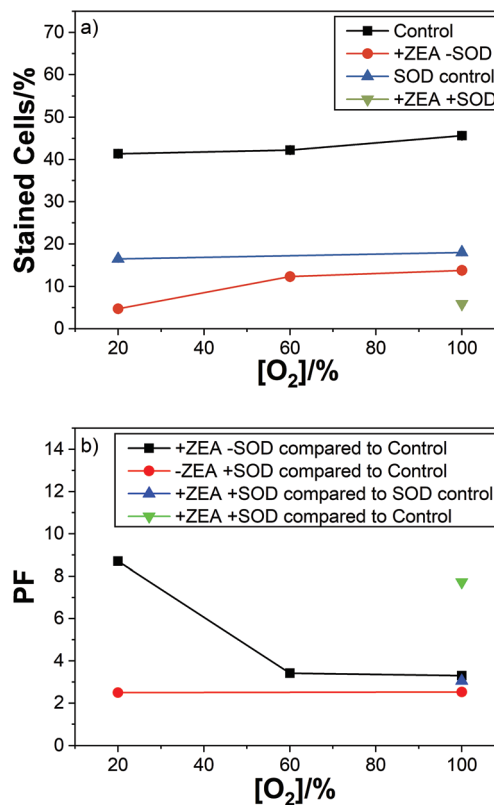 a)
Control
+ZEA -SOD
SOD control
+ZEA +SOD
70
60
50
40
30
20
10
0
Stained Cells/%
20 40 60 80 100
[O₂]/%
b)
+ZEA -SOD compared to Control
-ZEA +SOD compared to Control
+ZEA +SOD compared to SOD control
+ZEA +SOD compared to Control
14
12
10
8
6
4
2
0
PF
20 40 60 80 100
[O₂]/%